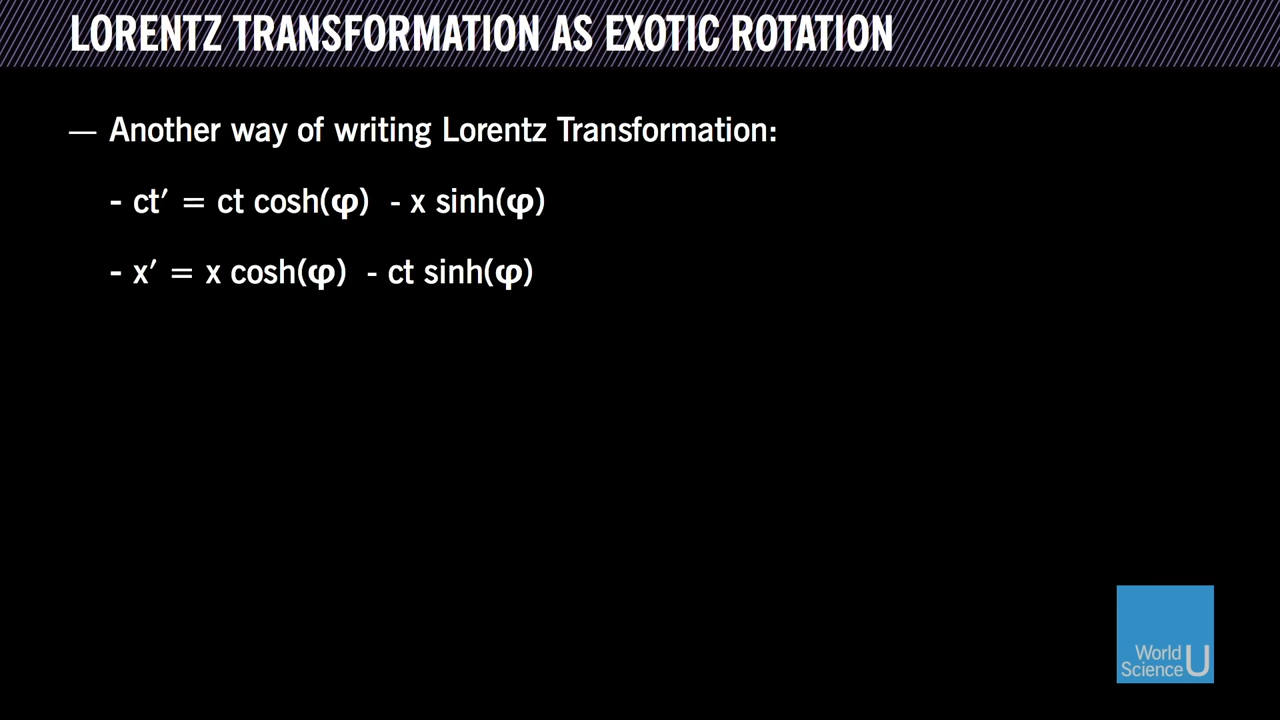 LORENTZ TRANSFORMATION AS EXOTIC ROTATION
— Another way of writing Lorentz Transformation:
- ct′ = ct cosh(φ) - x sinh(φ)
- x′ = x cosh(φ) - ct sinh(φ)
World
Science U